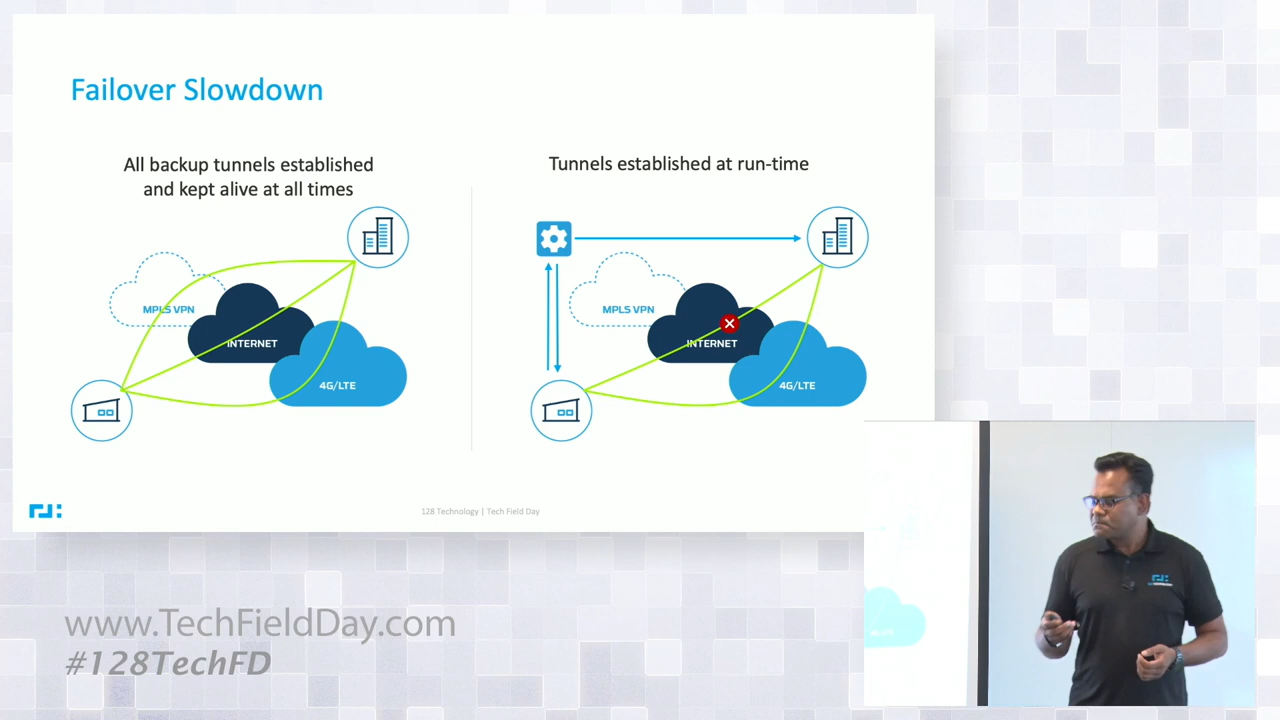 Failover Slowdown
All backup tunnels established
and kept alive at all times
MPLS VPN
INTERNET
4G/LTE
Tunnels established at run-time
MPLS VPN
INTERNET
4G/LTE
128 Technology | Tech Field Day
www.TechFieldDay.com
#128TechFD